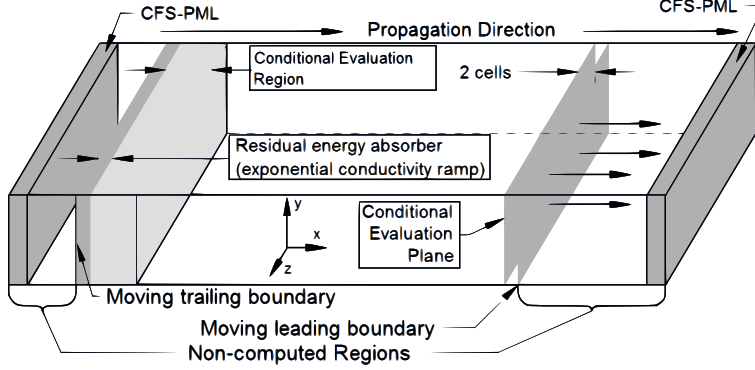 CFS-PML
Propagation Direction
CFS-PML
Conditional Evaluation
Region
2 cells
Residual energy absorber
(exponential conductivity ramp)
y
x
z
Conditional
Evaluation
Plane
Moving trailing boundary
Moving leading boundary
Non-computed Regions